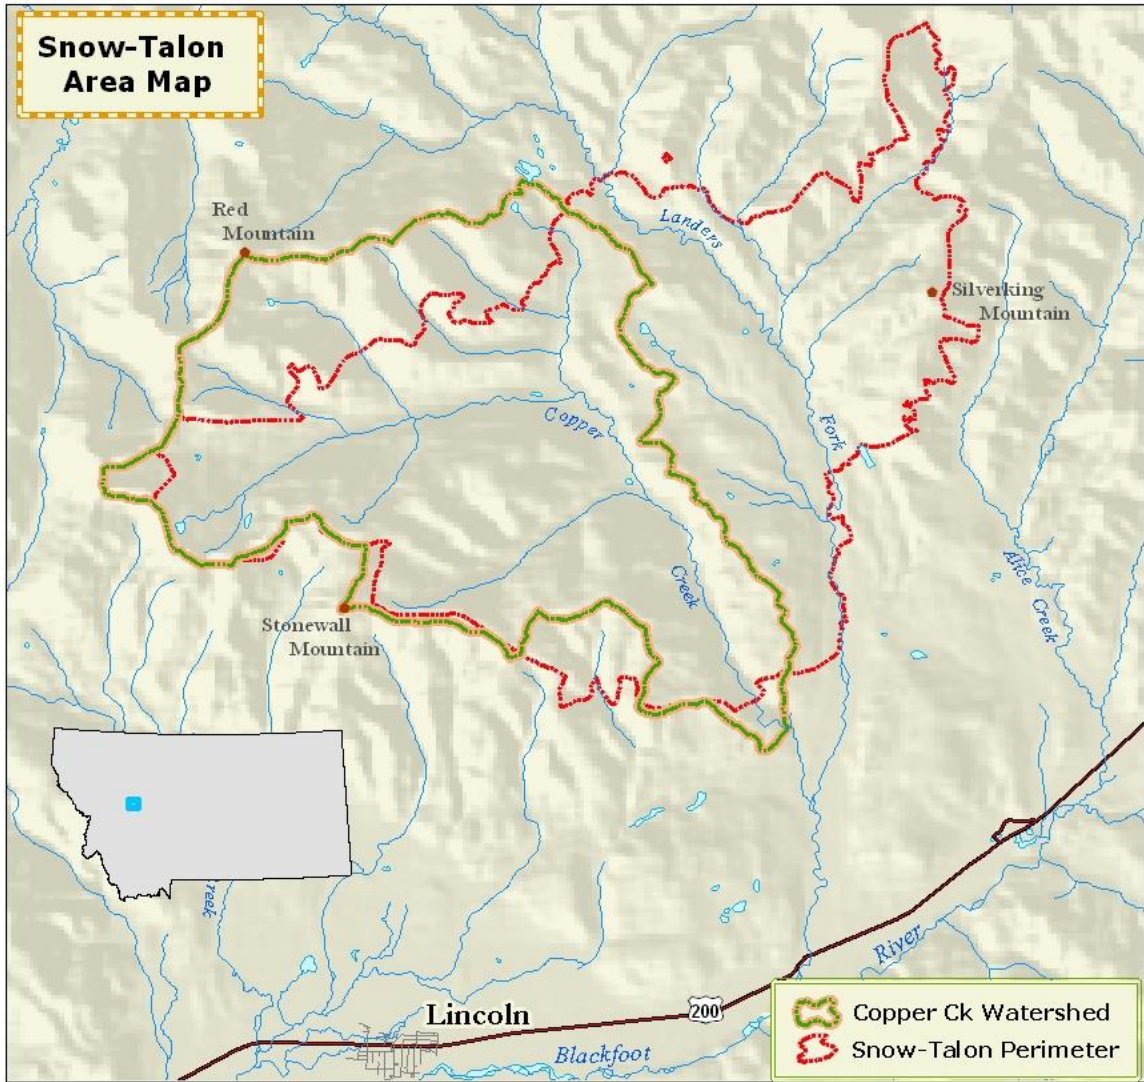 Snow-Talon
Area Map
Red
Mountain
Landers
Silverking
Mountain
Copper
Fork
Creek
Alice Creek
Stonewall
Mountain
Creek
River
Lincoln
200
Blackfoot
Copper Ck Watershed
Snow-Talon Perimeter